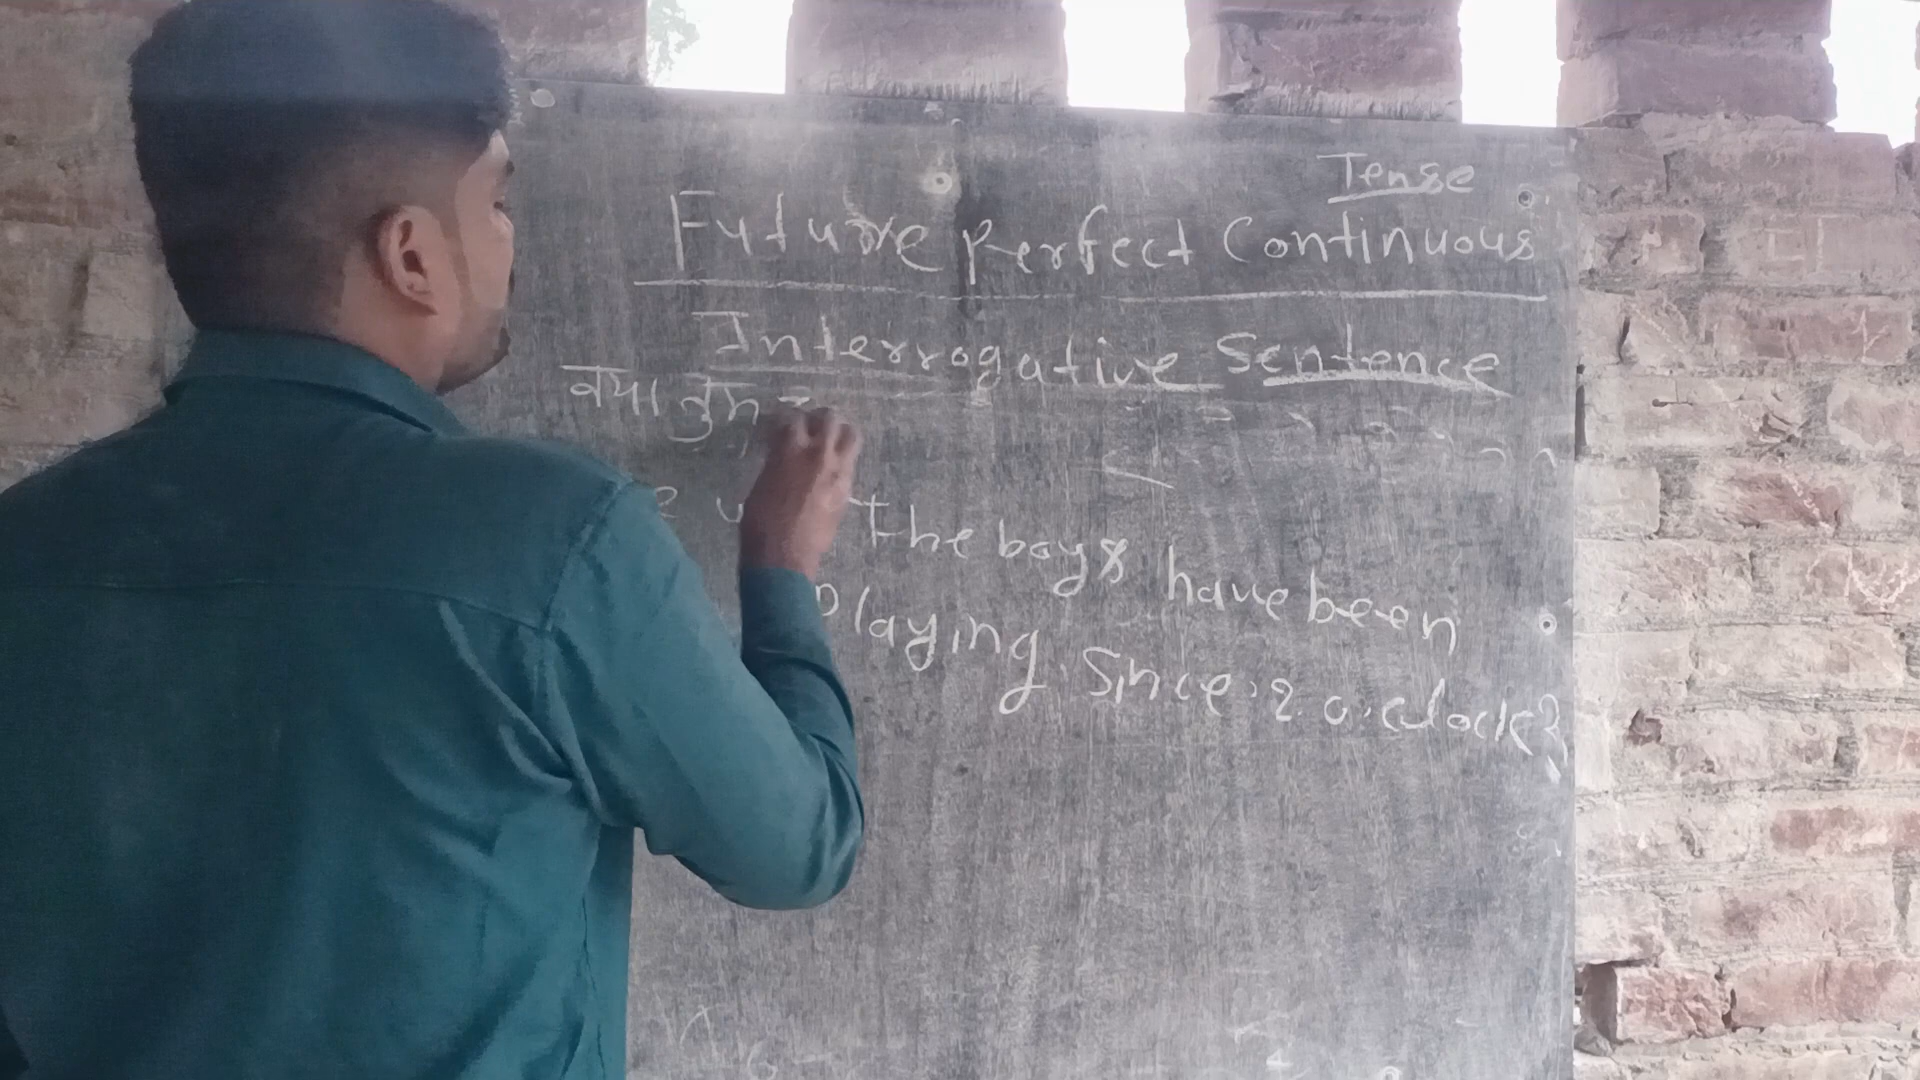 Tense
Future Perfect Continuous
Interrogative Sentence
क्या तुम
the boys have been
playing Since 2 o'clock?